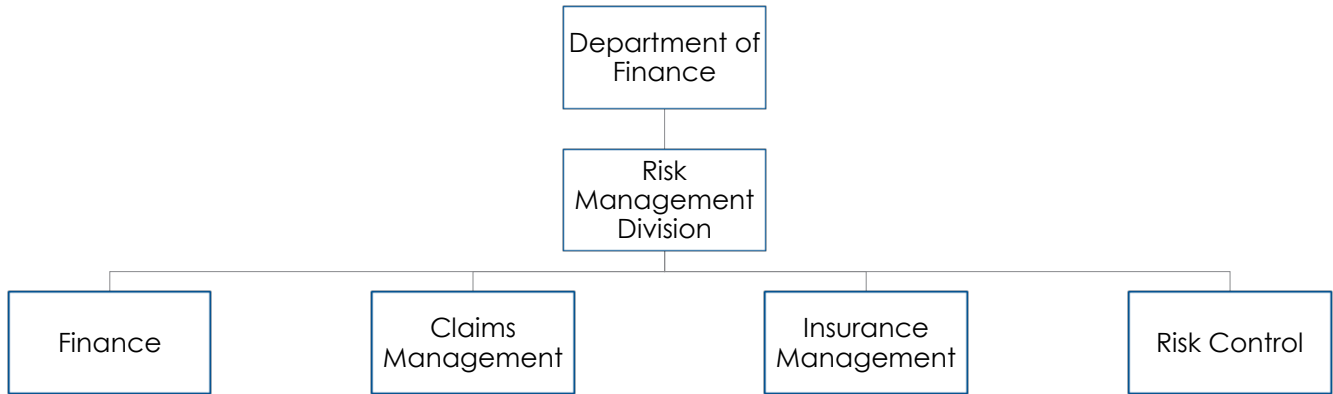 Department of
Finance
Risk
Management
Division
Finance
Claims
Management
Insurance
Management
Risk Control